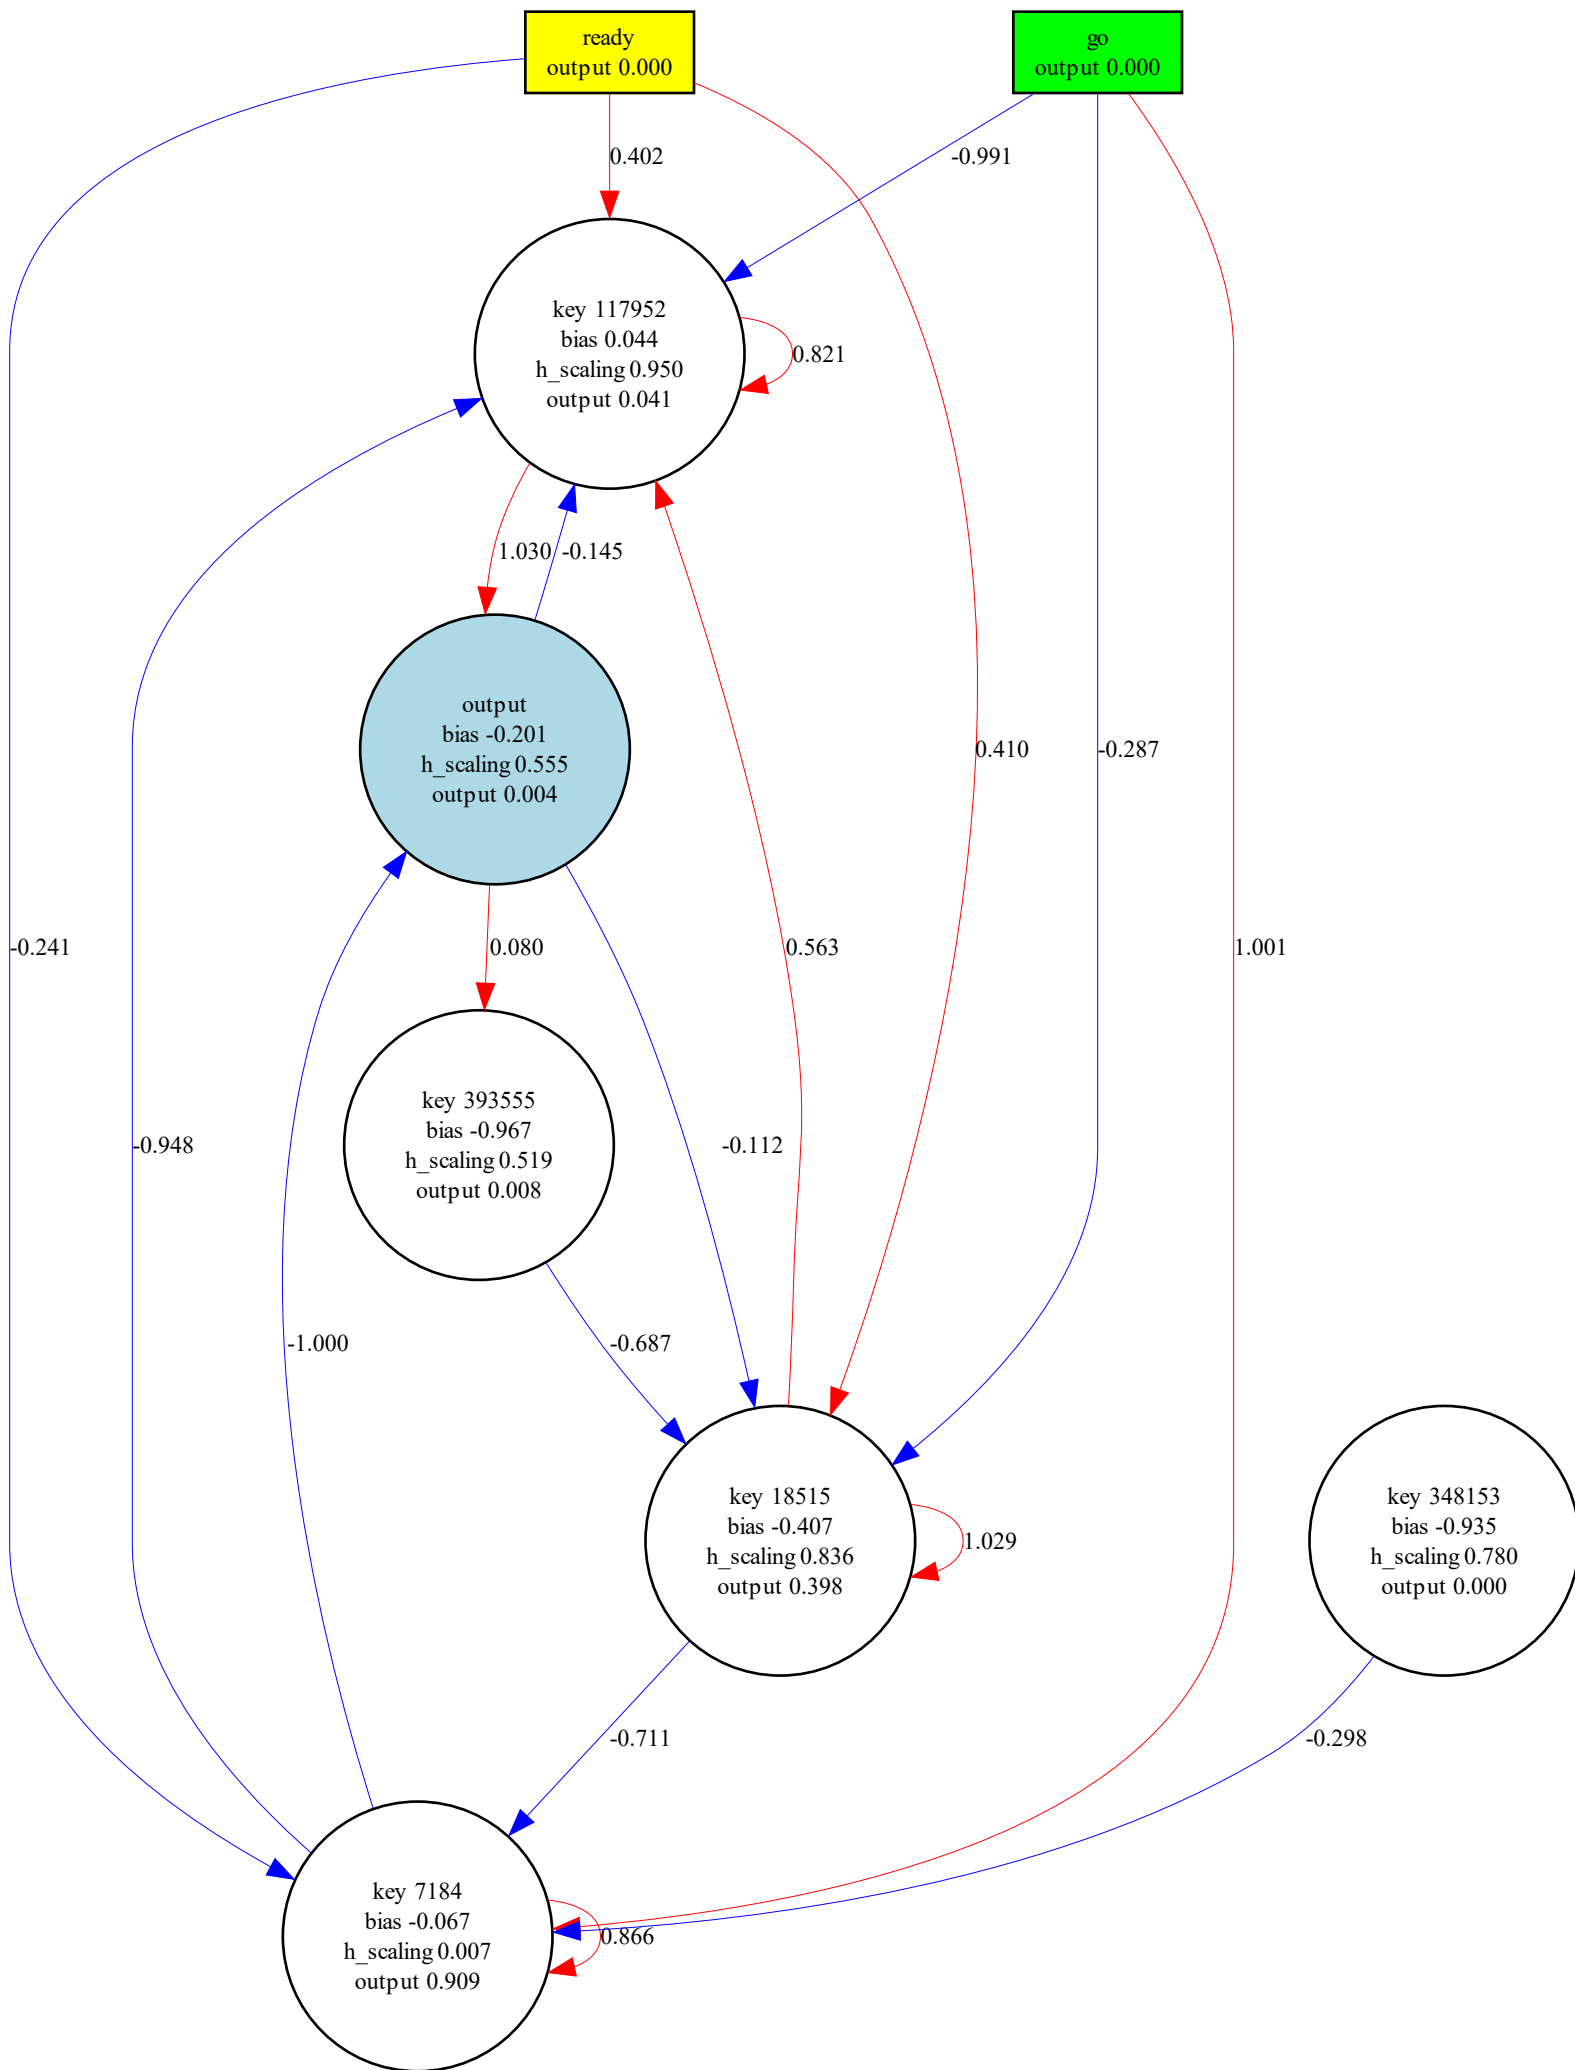 ready
output 0.000
go
output 0.000
0.402
-0.991
key 117952
bias 0.044
h_scaling 0.950
output 0.041
0.821
1.030
-0.145
output
bias -0.201
h_scaling 0.555
output 0.004
0.410
-0.287
-0.241
0.080
0.563
1.001
key 393555
bias -0.967
h_scaling 0.519
output 0.008
-0.948
-0.112
-1.000
-0.687
key 18515
bias -0.407
h_scaling 0.836
output 0.398
1.029
key 348153
bias -0.935
h_scaling 0.780
output 0.000
-0.711
-0.298
key 7184
bias -0.067
h_scaling 0.007
output 0.909
0.866